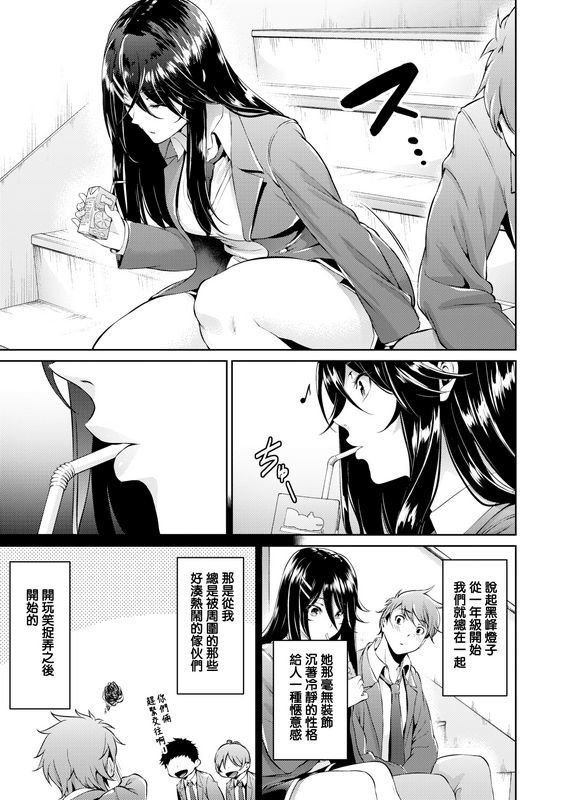 スッ
ちゅー
說起黑峰燈子
從一年級開始
我們就總在一起
她那毫無裝飾
沉著冷靜的性格
給人一種愜意感
那是從我
總是被周圍的那些
好湊熱鬧的傢伙們
你們倆
趕緊交往啊!
開玩笑捉弄之後
開始的